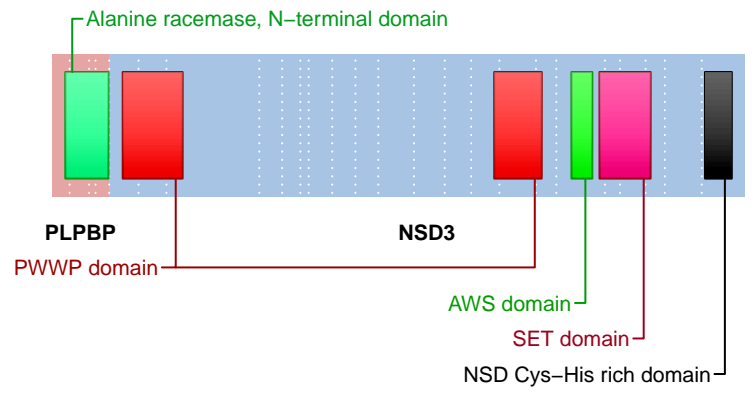 Alanine racemase, N−terminal domain
PLPBP
NSD3
PWWP domain
AWS domain
SET domain
NSD Cys−His rich domain